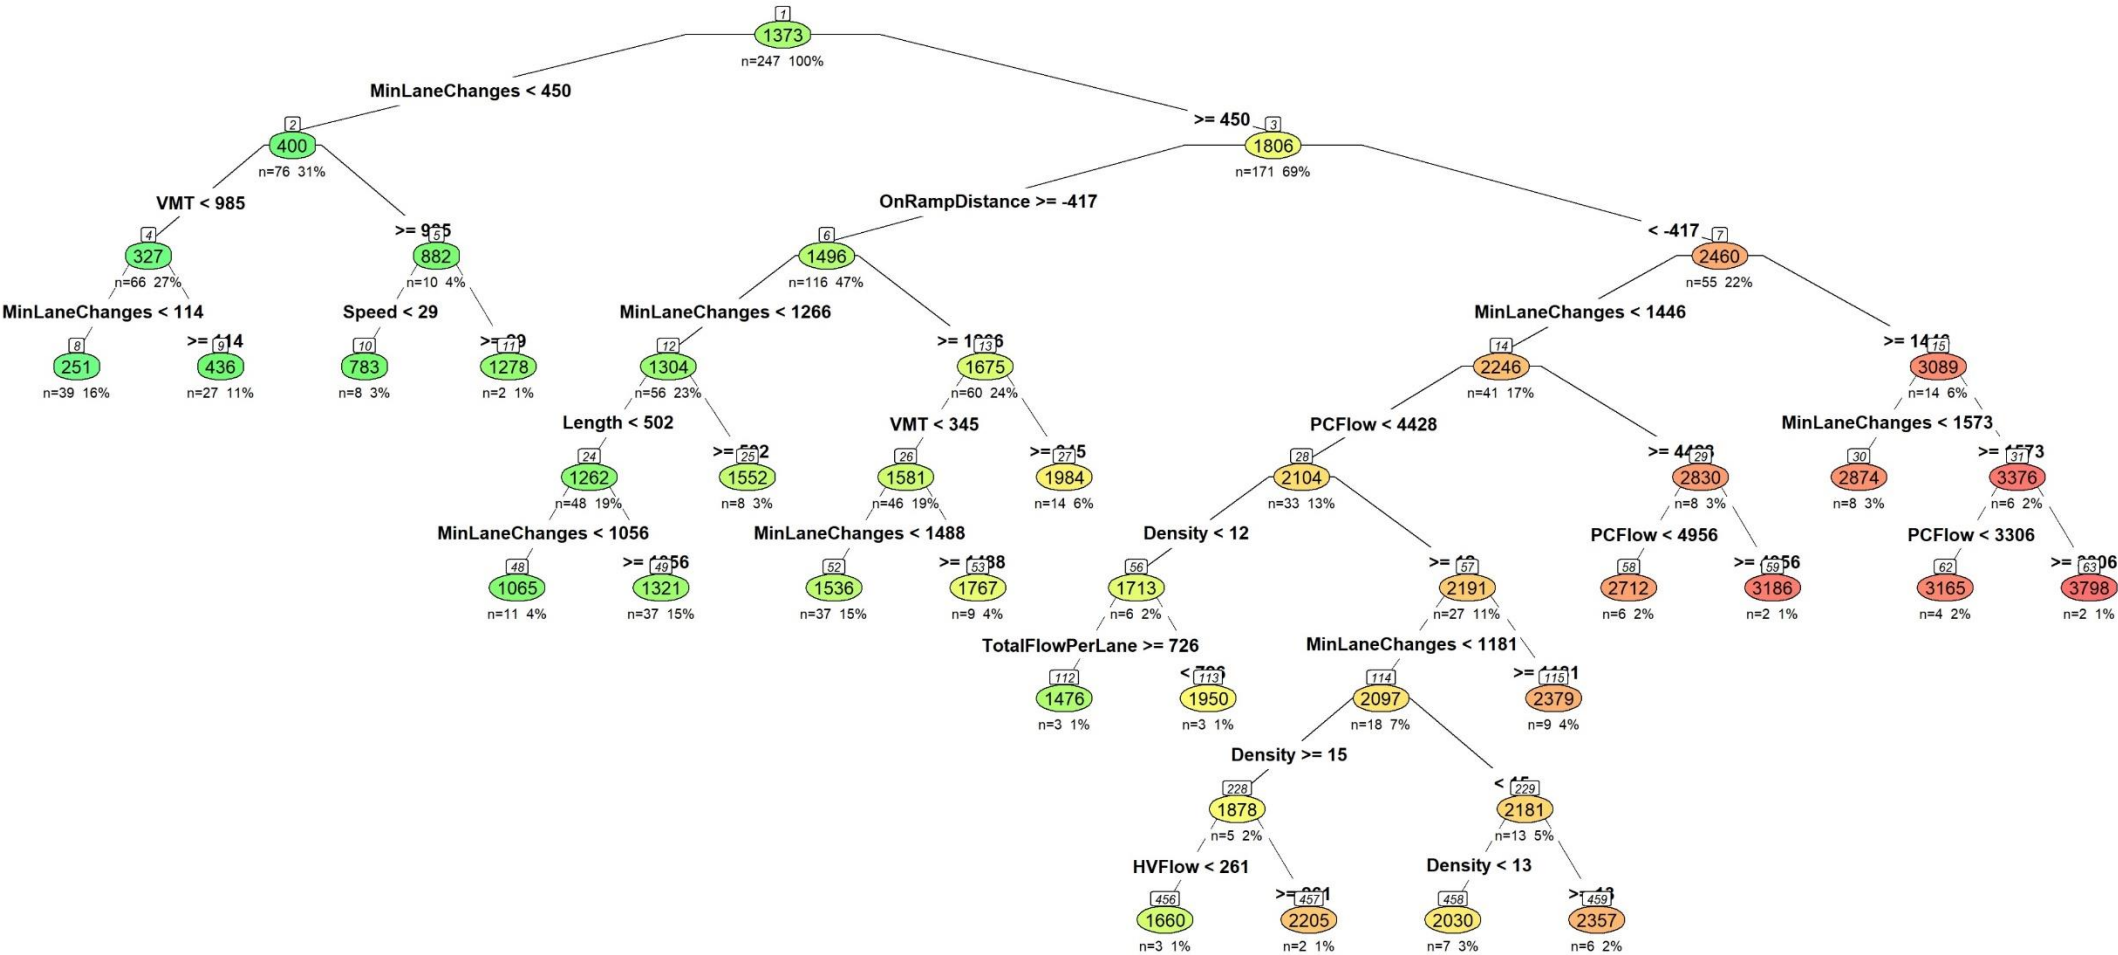 1
1373
n=247 100%
MinLaneChanges < 450
>= 450
2
3
400
1806
n=76 31%
n=171 69%
VMT < 985
OnRampDistance >= -417
>=
< -417
4
5
6
7
327
882
1496
2460
n=66 27%
n=10 4%
n=116 47%
n=55 22%
MinLaneChanges < 114
Speed < 29
MinLaneChanges < 1266
MinLaneChanges < 1446
>=
>=
>=
>=
8
9
10
11
12
13
14
15
251
436
783
1278
1304
1675
2246
3089
n=39 16%
n=27 11%
n=8 3%
n=2 1%
n=56 23%
n=60 24%
n=41 17%
n=14 6%
Length < 502
VMT < 345
PCFlow < 4428
MinLaneChanges < 1573
>=
>=
>=
>=
24
25
26
27
28
29
30
31
1262
1552
1581
1984
2104
2830
2874
3376
n=48 19%
n=8 3%
n=46 19%
n=14 6%
n=33 13%
n=8 3%
n=8 3%
n=6 2%
MinLaneChanges < 1056
MinLaneChanges < 1488
Density < 12
PCFlow < 4956
PCFlow < 3306
>=
>=
>=
>=
>=
48
49
52
53
56
57
58
59
62
63
1065
1321
1536
1767
1713
2191
2712
3186
3165
3798
n=11 4%
n=37 15%
n=37 15%
n=9 4%
n=6 2%
n=27 11%
n=6 2%
n=2 1%
n=4 2%
n=2 1%
TotalFlowPerLane >= 726
MinLaneChanges < 1181
<
>=
112
113
114
115
1476
1950
2097
2379
n=3 1%
n=3 1%
n=18 7%
n=9 4%
Density >= 15
<
228
229
1878
2181
n=5 2%
n=13 5%
HVFlow < 261
Density < 13
>=
>=
456
457
458
459
1660
2205
2030
2357
n=3 1%
n=2 1%
n=7 3%
n=6 2%